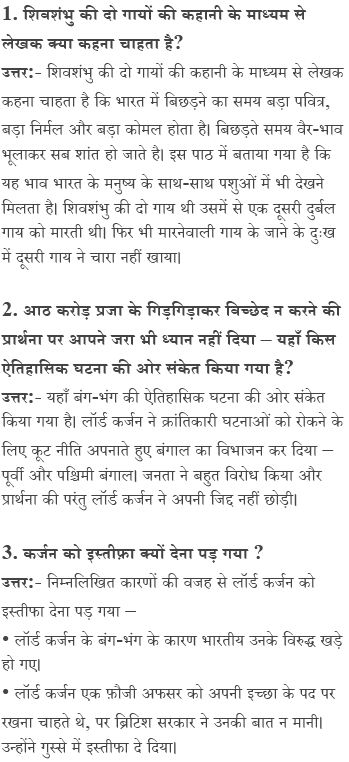 1. शिवशंभु की दो गायों की कहानी के माध्यम से
लेखक क्या कहना चाहता है?
उत्तर:- शिवशंभु की दो गायों की कहानी के माध्यम से लेखक
कहना चाहता है कि भारत में बिछड़ने का समय बड़ा पवित्र,
बड़ा निर्मल और बड़ा कोमल होता है। बिछड़ते समय वैर-भाव
भूलाकर सब शांत हो जाते है। इस पाठ में बताया गया है कि
यह भाव भारत के मनुष्य के साथ-साथ पशुओं में भी देखने
मिलता है। शिवशंभु की दो गाय थी उसमें से एक दूसरी दुर्बल
गाय को मारती थी। फिर भी मारनेवाली गाय के जाने के दुःख
में दूसरी गाय ने चारा नहीं खाया।
2. आठ करोड़ प्रजा के गिड़गिड़ाकर विच्छेद न करने की
प्रार्थना पर आपने जरा भी ध्यान नहीं दिया – यहाँ किस
ऐतिहासिक घटना की ओर संकेत किया गया है?
उत्तर:- यहाँ बंग-भंग की ऐतिहासिक घटना की ओर संकेत
किया गया है। लॉर्ड कर्जन ने क्रांतिकारी घटनाओं को रोकने के
लिए कूट नीति अपनाते हुए बंगाल का विभाजन कर दिया –
पूर्वी और पश्चिमी बंगाल। जनता ने बहुत विरोध किया और
प्रार्थना की परंतु लॉर्ड कर्जन ने अपनी जिद्द नहीं छोड़ी।
3. कर्जन को इस्तीफ़ा क्यों देना पड़ गया ?
उत्तर:- निम्नलिखित कारणों की वजह से लॉर्ड कर्जन को
इस्तीफा देना पड़ गया –
• लॉर्ड कर्जन के बंग-भंग के कारण भारतीय उनके विरुद्ध खड़े
हो गए।
• लॉर्ड कर्जन एक फ़ौजी अफसर को अपनी इच्छा के पद पर
रखना चाहते थे, पर ब्रिटिश सरकार ने उनकी बात न मानी।
उन्होंने गुस्से में इस्तीफा दे दिया।